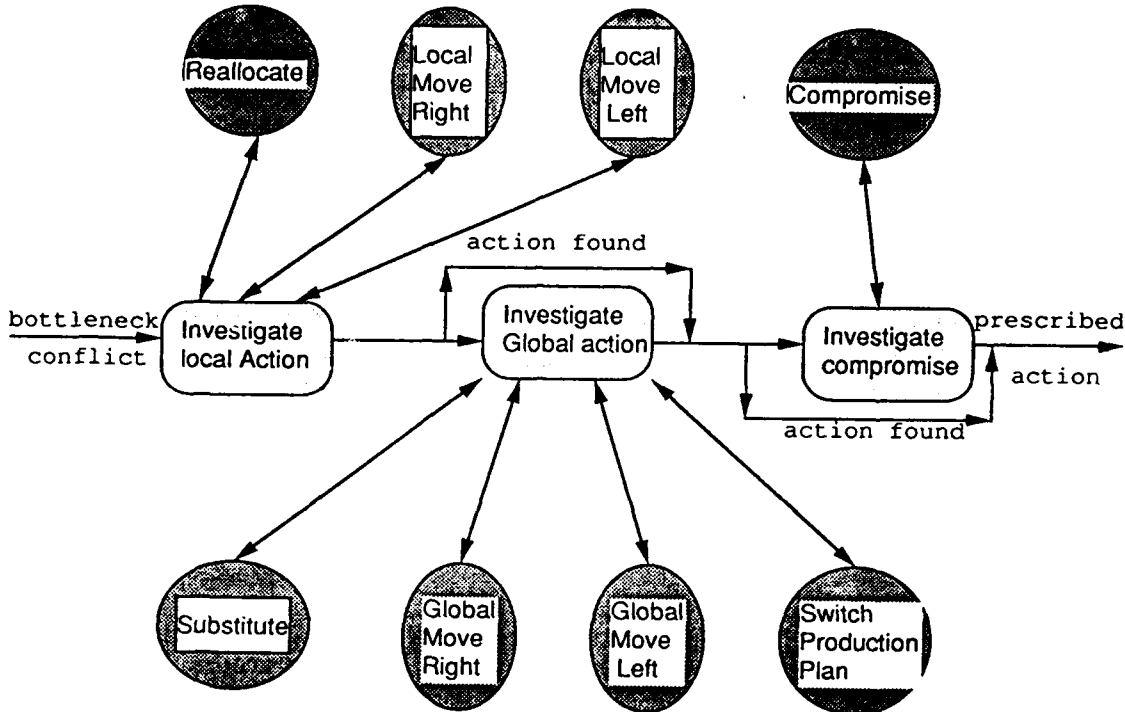 Reallocate
Local
Move
Right
Local
Move
Left
Compromise
action found
bottleneck
conflict
Investigate
local Action
Investigate
Global action
Investigate
compromise
prescribed
action
action found
Substitute
Global
Move
Right
Global
Move
Left
Switch
Production
Plan